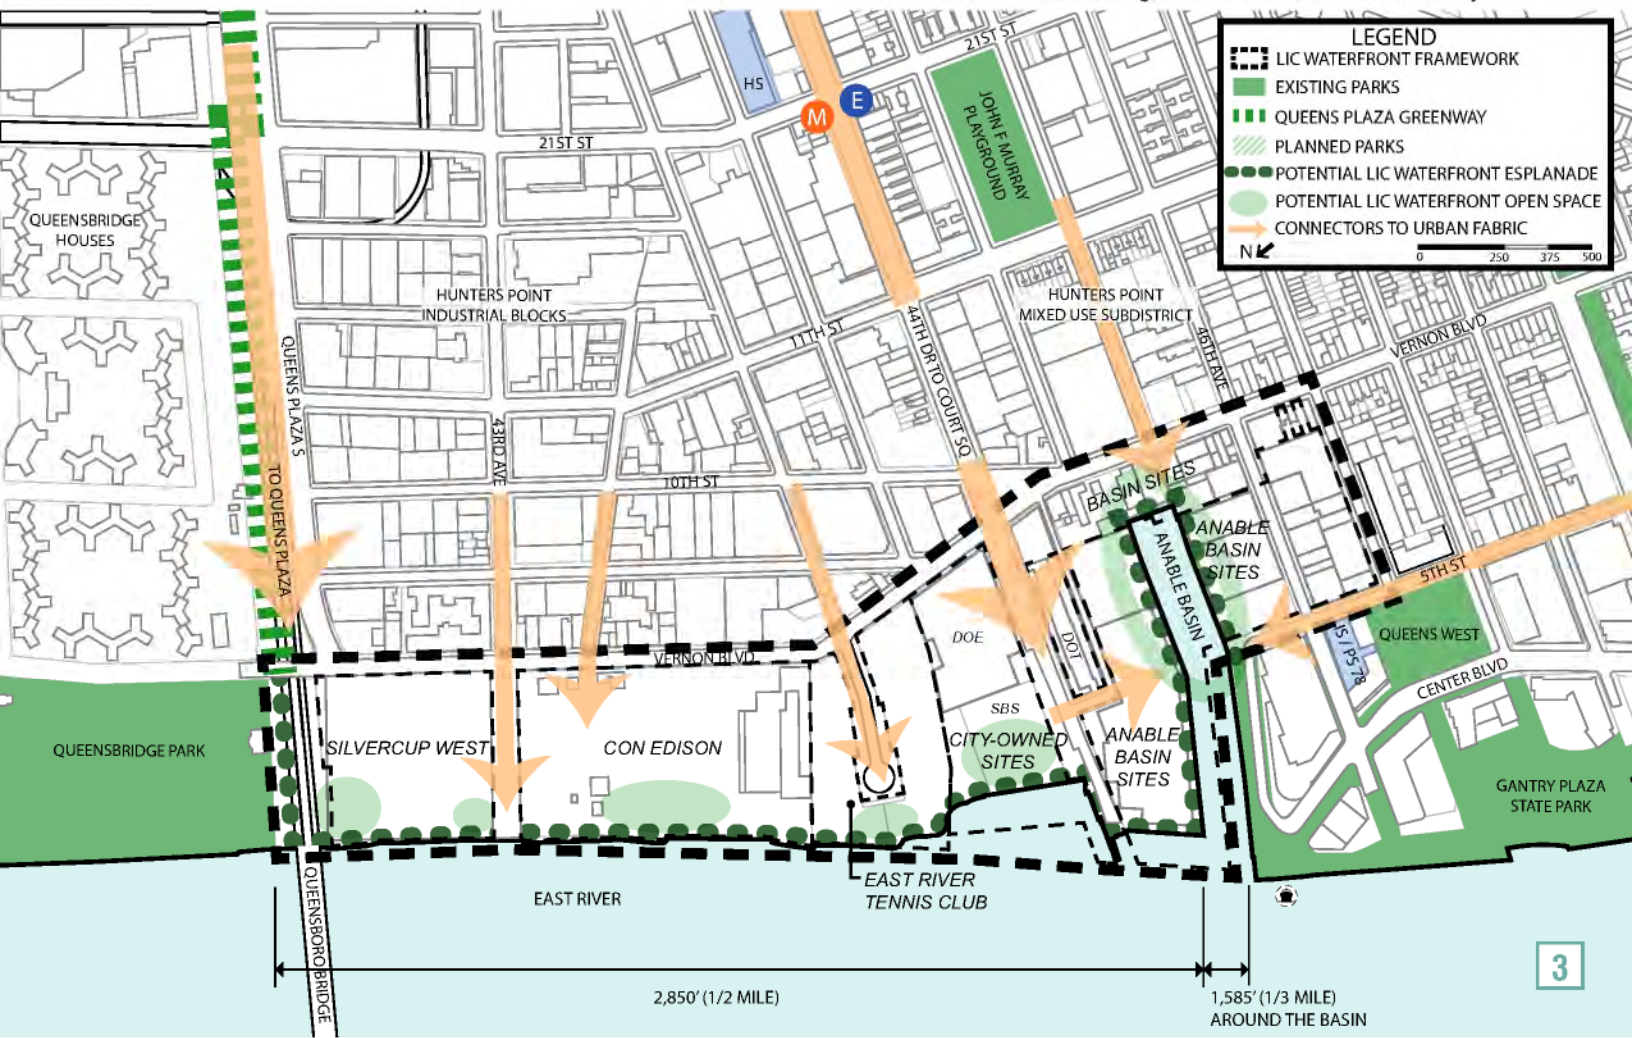 21ST ST
LEGEND
LIC WATERFRONT FRAMEWORK
EXISTING PARKS
QUEENS PLAZA GREENWAY
PLANNED PARKS
POTENTIAL LIC WATERFRONT ESPLANADE
POTENTIAL LIC WATERFRONT OPEN SPACE
CONNECTORS TO URBAN FABRIC
N
0 250 375 500
HS
M
E
JOHN F MURRAY
PLAYGROUND
21ST ST
QUEENSBRIDGE
HOUSES
HUNTERS POINT
INDUSTRIAL BLOCKS
HUNTERS POINT
MIXED USE SUBDISTRICT
11TH ST
VERNON BLVD
QUEENS PLAZA S
44TH DR TO COURT SQ
46TH AVE
43RD AVE
TO QUEENS PLAZA
10TH ST
BASIN SITES
ANABLE
BASIN
SITES
ANABLE BASIN
5TH ST
DOE
DOT
IS / PS 78
QUEENS WEST
VERNON BLVD
CENTER BLVD
SBS
QUEENSBRIDGE PARK
SILVERCUP WEST
CON EDISON
CITY-OWNED
SITES
ANABLE
BASIN
SITES
GANTRY PLAZA
STATE PARK
EAST RIVER
TENNIS CLUB
EAST RIVER
QUEENSBORO BRIDGE
3
2,850' (1/2 MILE)
1,585' (1/3 MILE)
AROUND THE BASIN